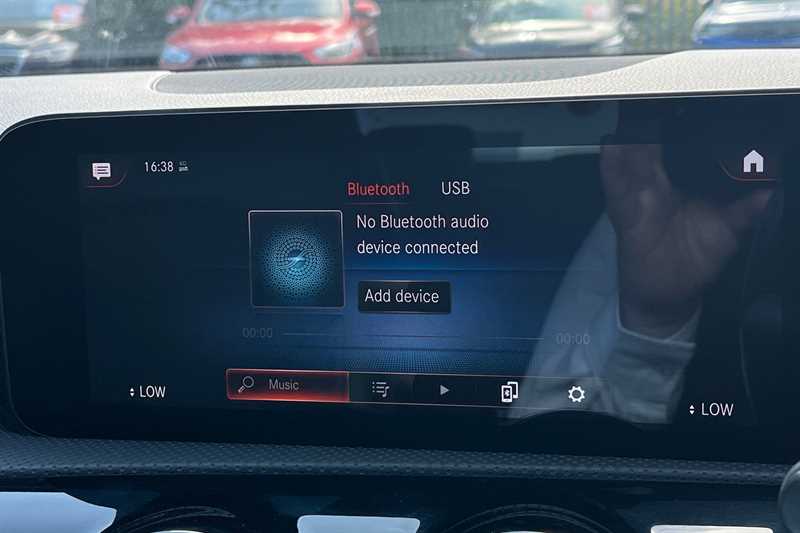 16:38
Bluetooth USB
No Bluetooth audio
device connected
Add device
00:00 00:00
Music
LOW LOW